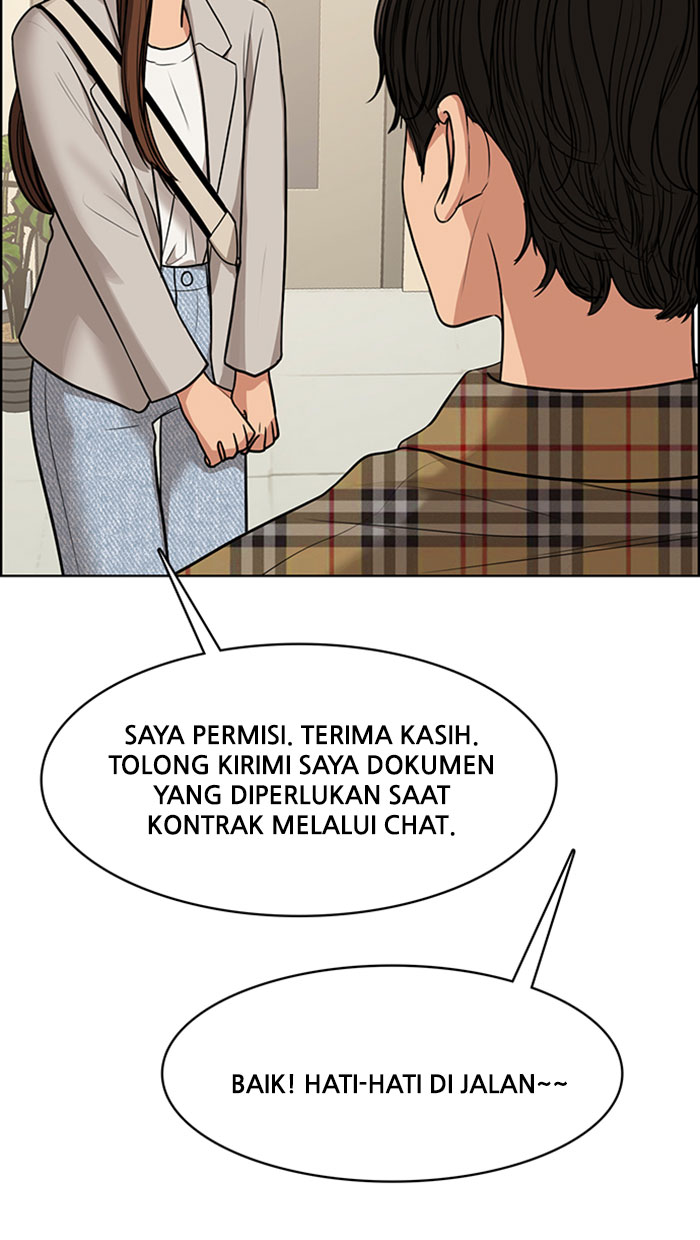 SAYA PERMISI. TERIMA KASIH.
TOLONG KIRIMI SAYA DOKUMEN
YANG DIPERLUKAN SAAT
KONTRAK MELALUI CHAT.
BAIK! HATI-HATI DI JALAN~~